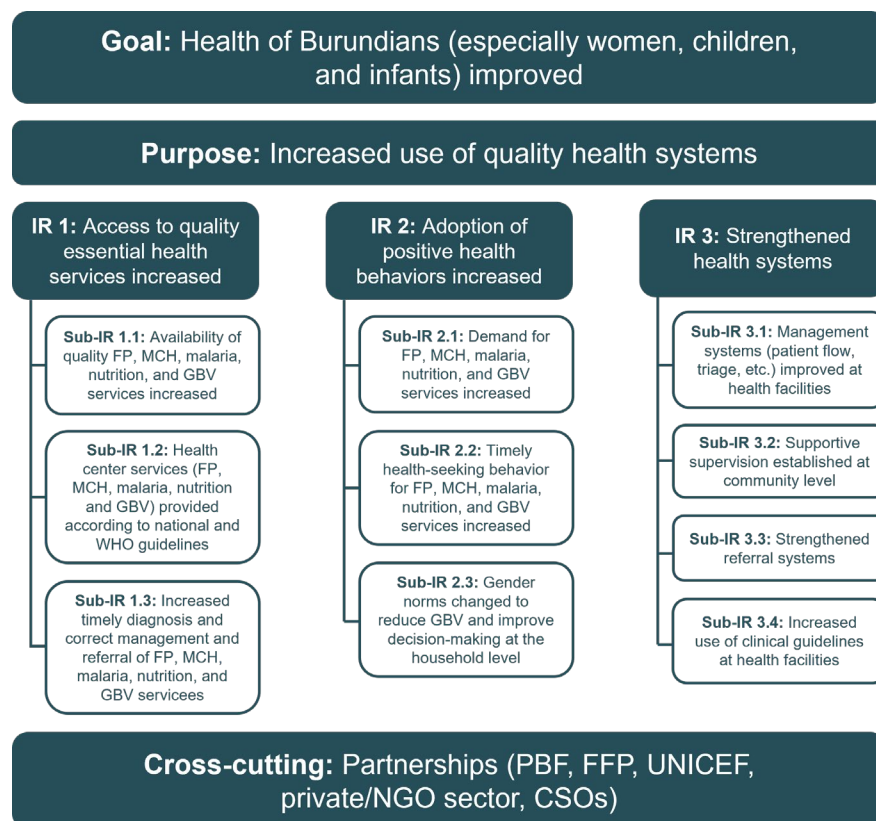 Goal: Health of Burundians (especially women, children,
and infants) improved
Purpose: Increased use of quality health systems
IR 1: Access to quality
essential health
services increased
Sub-IR 1.1: Availability of
quality FP, MCH, malaria,
nutrition, and GBV
services increased
Sub-IR 1.2: Health
center services (FP,
MCH, malaria, nutrition
and GBV) provided
according to national and
WHO guidelines
Sub-IR 1.3: Increased
timely diagnosis and
correct management and
referral of FP, MCH,
malaria, nutrition, and
GBV servicees
IR 2: Adoption of
positive health
behaviors increased
Sub-IR 2.1: Demand for
FP, MCH, malaria,
nutrition, and GBV
services increased
Sub-IR 2.2: Timely
health-seeking behavior
for FP, MCH, malaria,
nutrition, and GBV
services increased
Sub-IR 2.3: Gender
norms changed to
reduce GBV and improve
decision-making at the
household level
IR 3: Strengthened
health systems
Sub-IR 3.1: Management
systems (patient flow,
triage, etc.) improved at
health facilities
Sub-IR 3.2: Supportive
supervision established at
community level
Sub-IR 3.3: Strengthened
referral systems
Sub-IR 3.4: Increased
use of clinical guidelines
at health facilities
Cross-cutting: Partnerships (PBF, FFP, UNICEF,
private/NGO sector, CSOs)